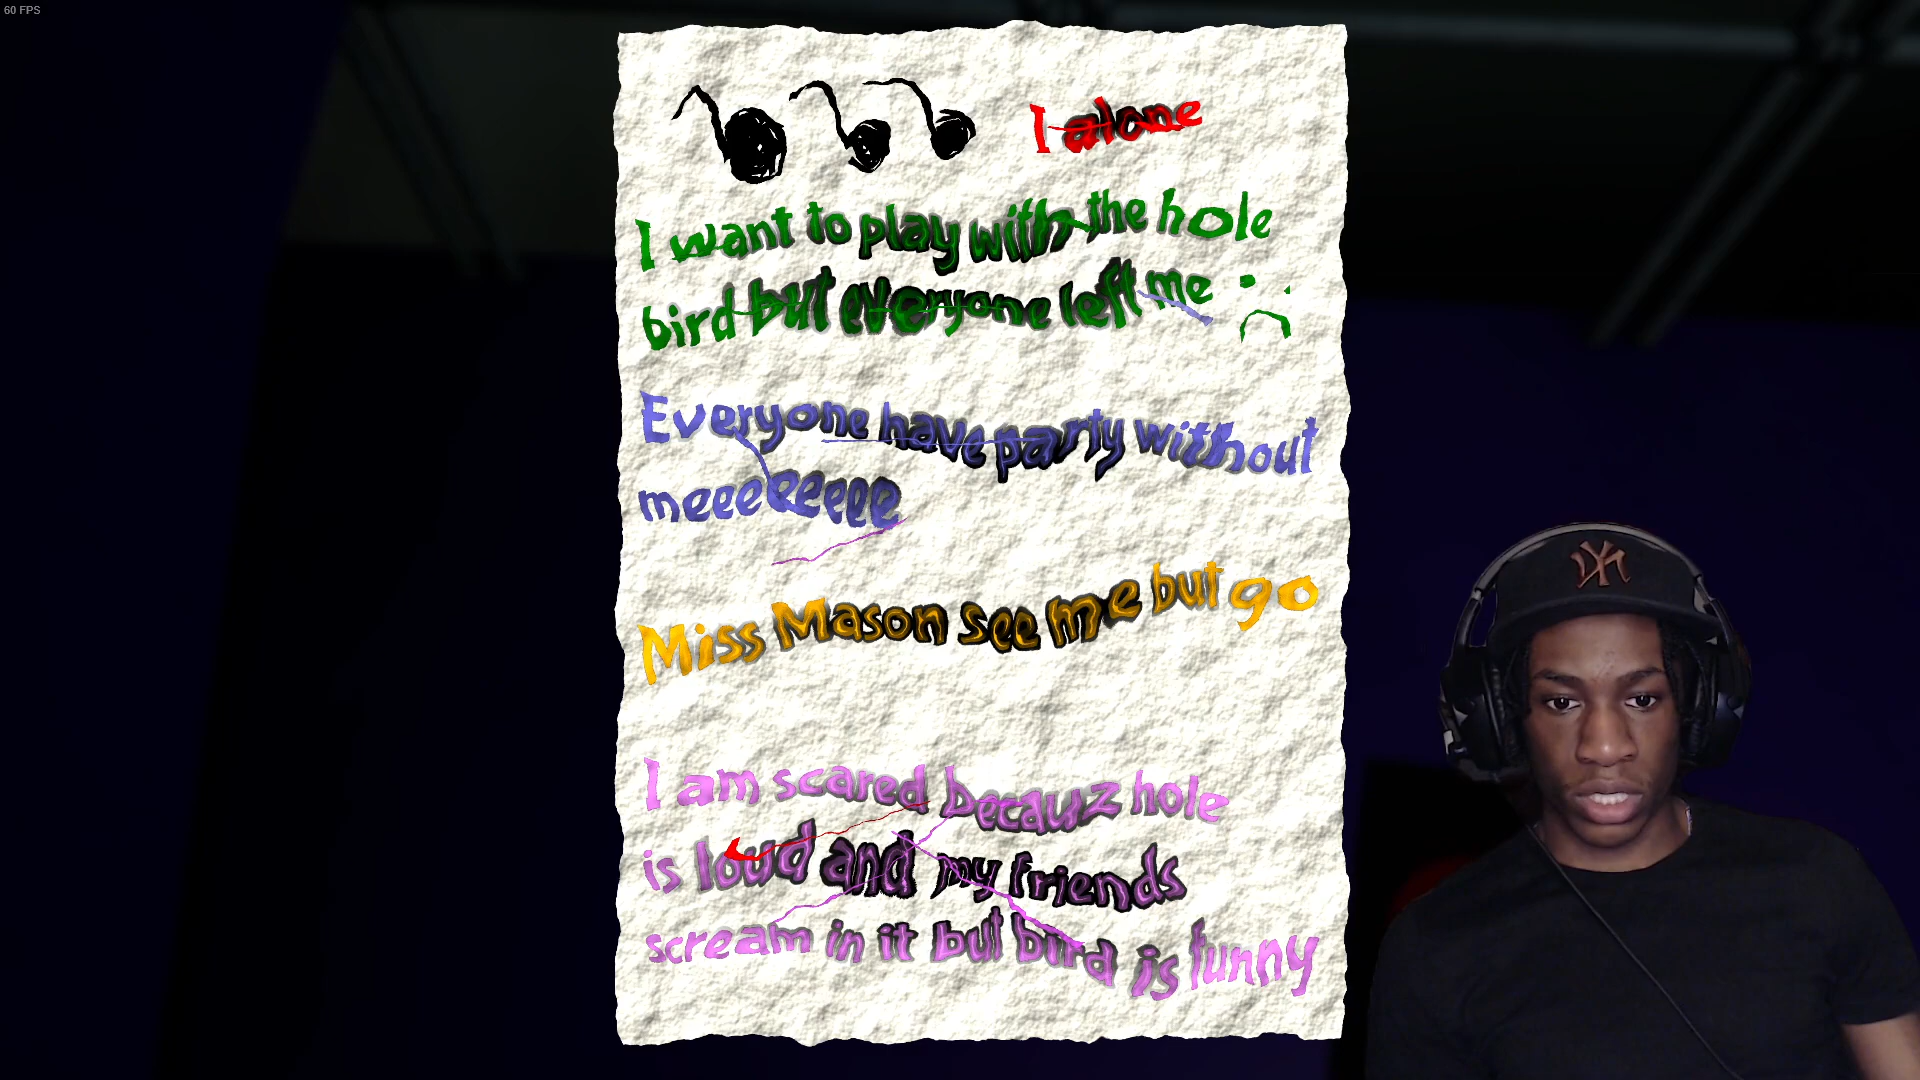 60 FPS
I alone
I want to play with the hole
bird but everyone left me
Everyone have party without
meeeeeeee
Miss Mason see me but go
I am scared becauz hole
is loud and my friends
scream in it but bird is funny